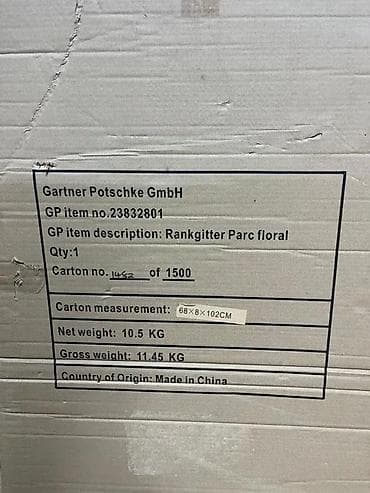 Gartner Potschke GmbH
GP item no.23832801
GP item description: Rankgitter Parc floral
Qty:1
Carton no. 1452 of 1500
Carton measurement: 68×8×102CM
Net weight: 10.5 KG
Gross weight: 11.45 KG
Country of Origin: Made in China